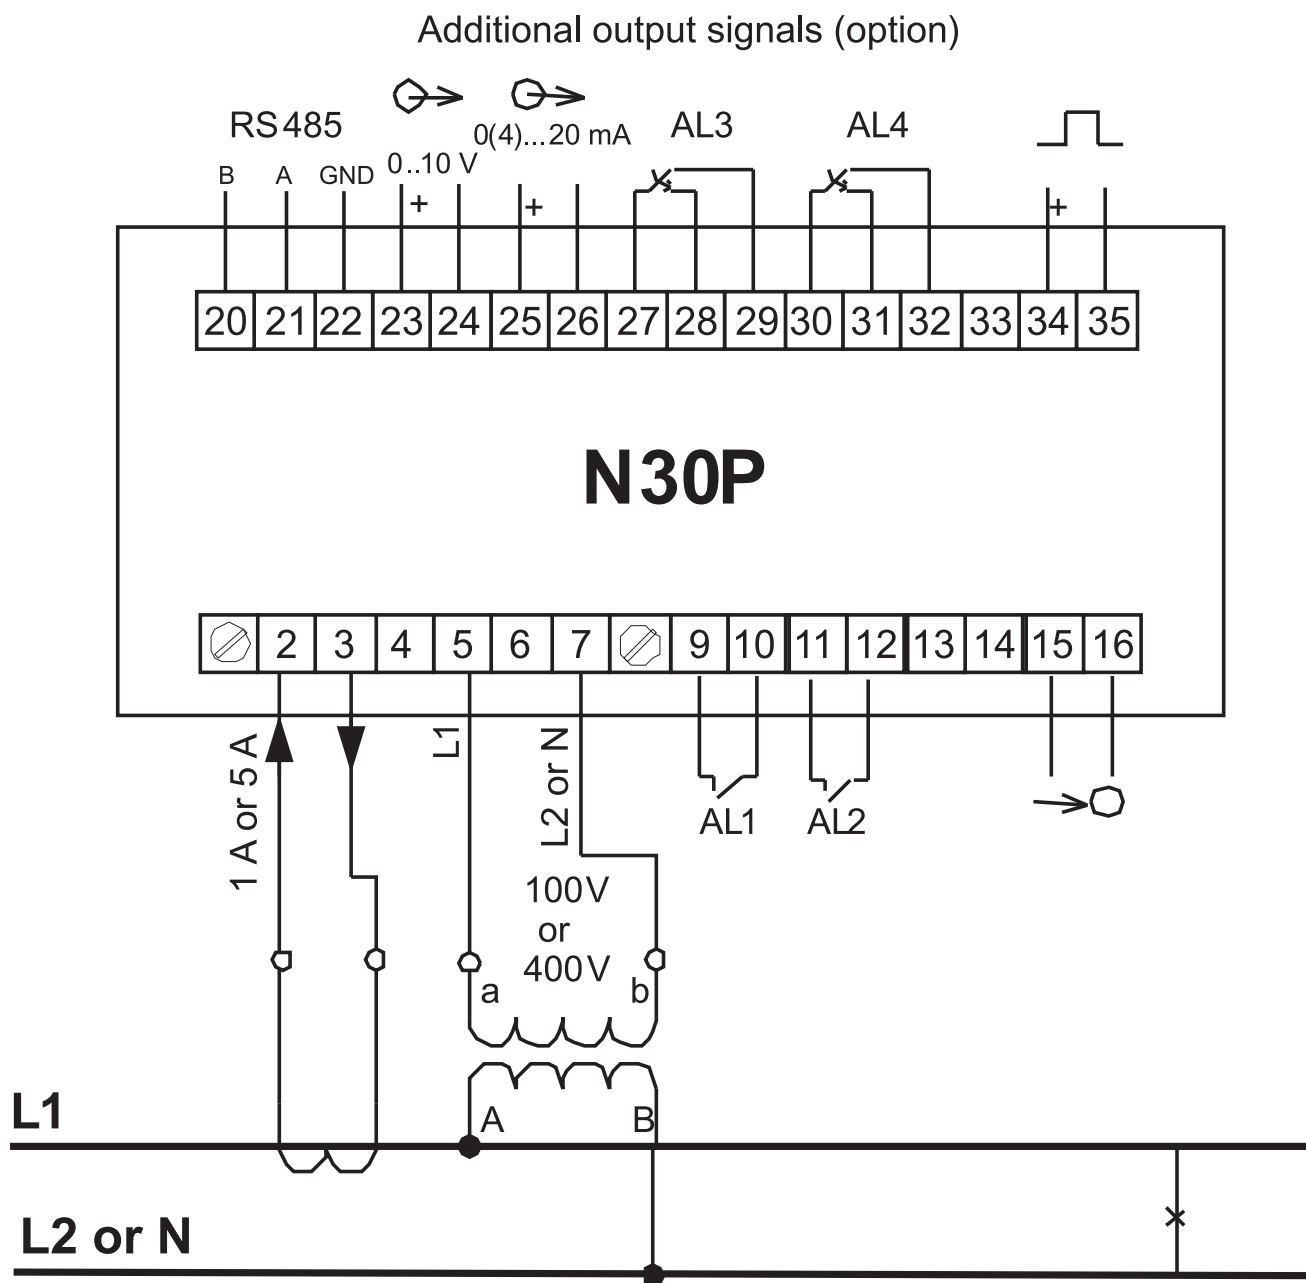 Additional output signals (option)
RS485
B A GND
0..10 V
0(4)...20 mA
AL3
AL4
+ + +
20 21 22 23 24 25 26 27 28 29 30 31 32 33 34 35
N30P
2 3 4 5 6 7 9 10 11 12 13 14 15 16
1 A or 5 A
L1
L2 or N
AL1
AL2
100V
or
400V
a b
A B
L1
L2 or N